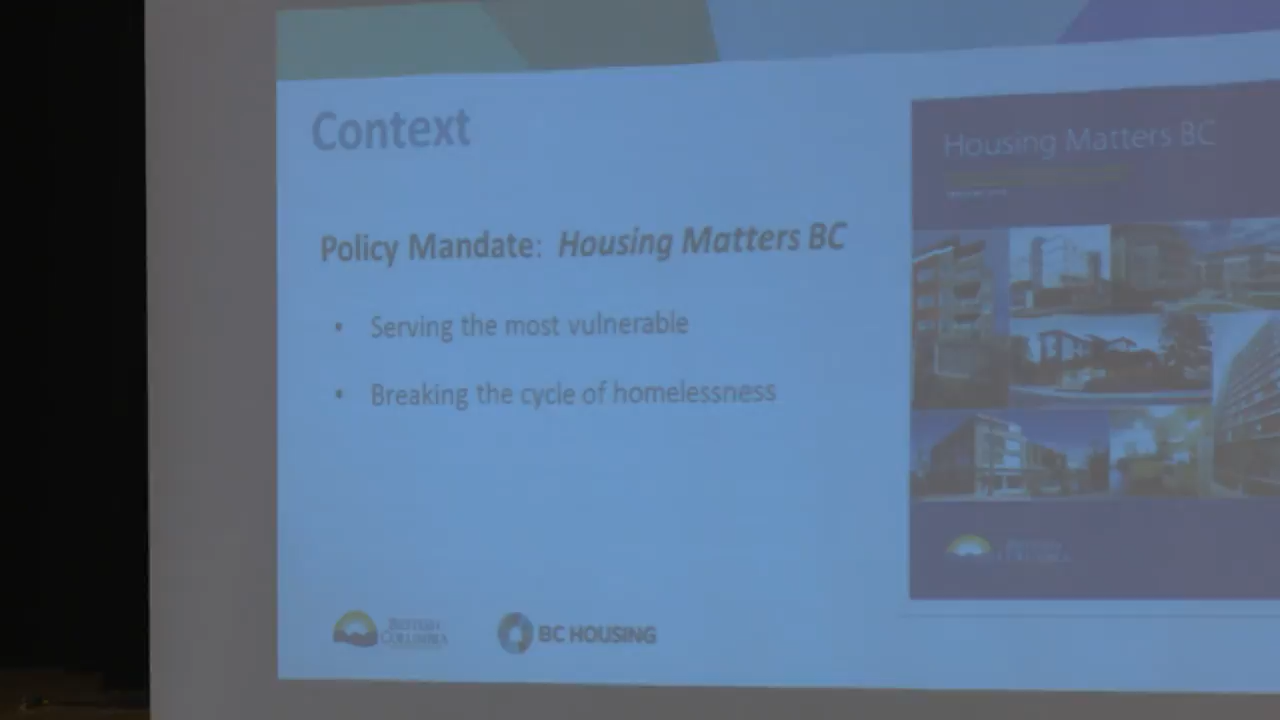 Context
Housing Matters BC
Policy Mandate: Housing Matters BC
• Serving the most vulnerable
• Breaking the cycle of homelessness
BRITISH
COLUMBIA
BC HOUSING